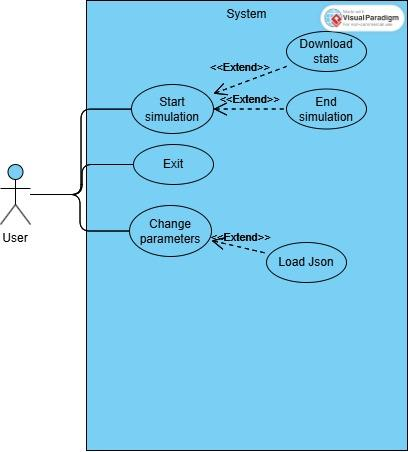 System
Made with
Visual Paradigm
For non-commercial use
Download
stats
<<Extend>>
Start
simulation
<<Extend>>
End
simulation
Exit
User
Change
parameters
<<Extend>>
Load Json